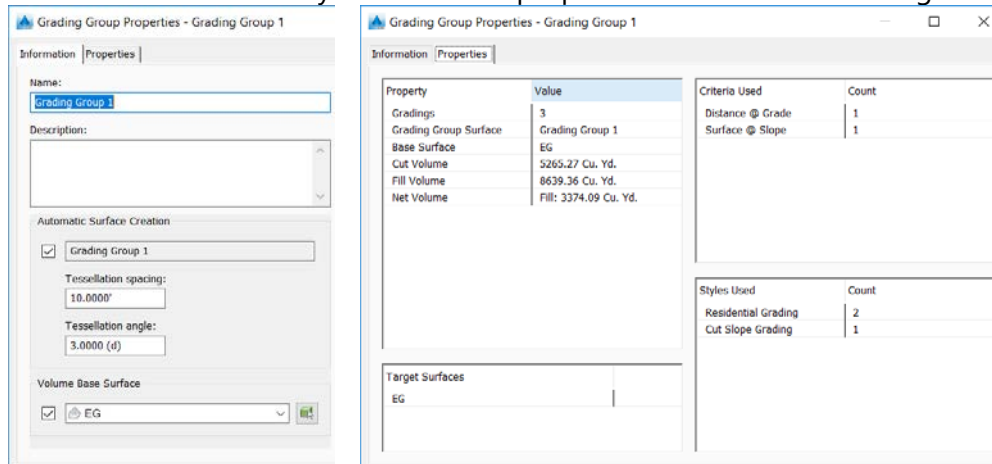 Grading Group Properties - Grading Group 1
Information Properties
Name:
Grading Group 1
Description:
Automatic Surface Creation
Grading Group 1
Tessellation spacing:
10.0000'
Tessellation angle:
3.0000 (d)
Volume Base Surface
EG
Grading Group Properties - Grading Group 1
Information Properties
Property Value
Gradings 3
Grading Group Surface Grading Group 1
Base Surface EG
Cut Volume 5265.27 Cu. Yd.
Fill Volume 8639.36 Cu. Yd.
Net Volume Fill: 3374.09 Cu. Yd.
Target Surfaces
EG
Criteria Used Count
Distance @ Grade 1
Surface @ Slope 1
Styles Used Count
Residential Grading 2
Cut Slope Grading 1